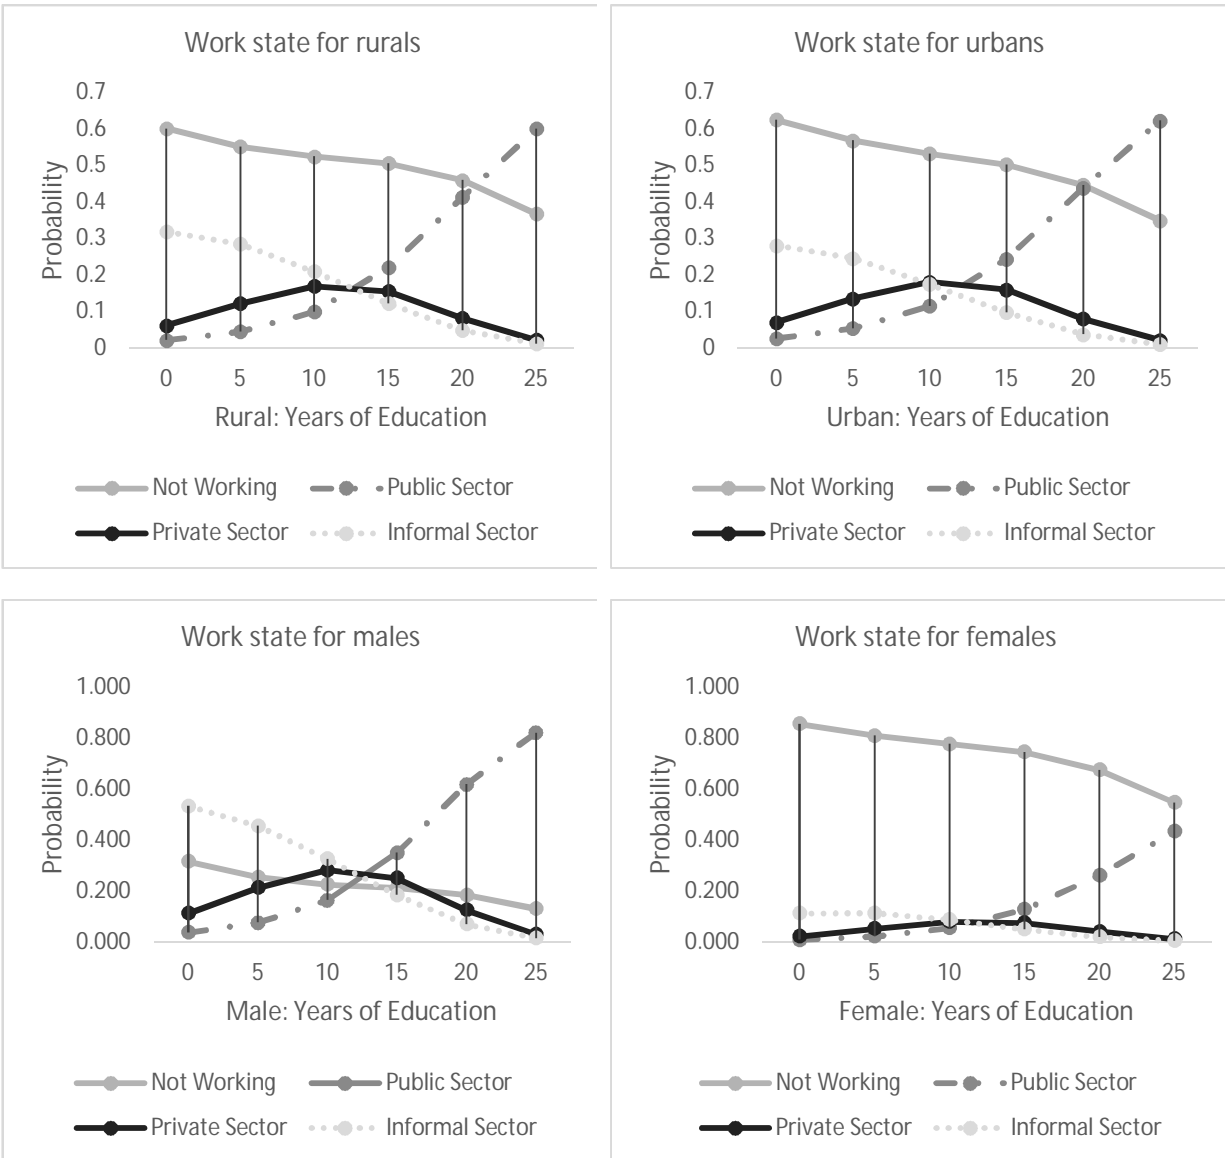 Work state for rurals
0.7
0.6
0.5
0.4
0.3
0.2
0.1
0
Probability
0 5 10 15 20 25
Rural: Years of Education
Not Working Public Sector
Private Sector Informal Sector
Work state for urbans
0.7
0.6
0.5
0.4
0.3
0.2
0.1
0
Probability
0 5 10 15 20 25
Urban: Years of Education
Not Working Public Sector
Private Sector Informal Sector
Work state for males
1.000
0.800
0.600
0.400
0.200
0.000
Probability
0 5 10 15 20 25
Male: Years of Education
Not Working Public Sector
Private Sector Informal Sector
Work state for females
1.000
0.800
0.600
0.400
0.200
0.000
Probability
0 5 10 15 20 25
Female: Years of Education
Not Working Public Sector
Private Sector Informal Sector